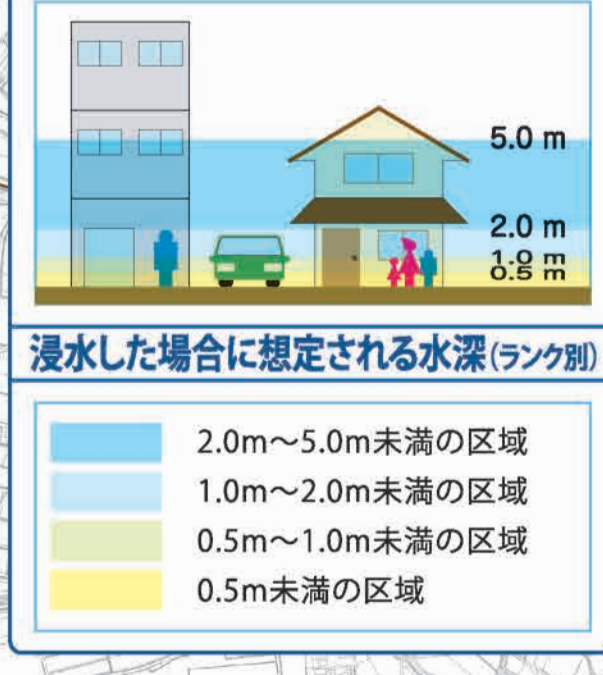 5.0 m
2.0 m
1.0 m
0.5 m
浸水した場合に想定される水深(ランク別)
2.0m～5.0m未満の区域
1.0m～2.0m未満の区域
0.5m～1.0m未満の区域
0.5m未満の区域